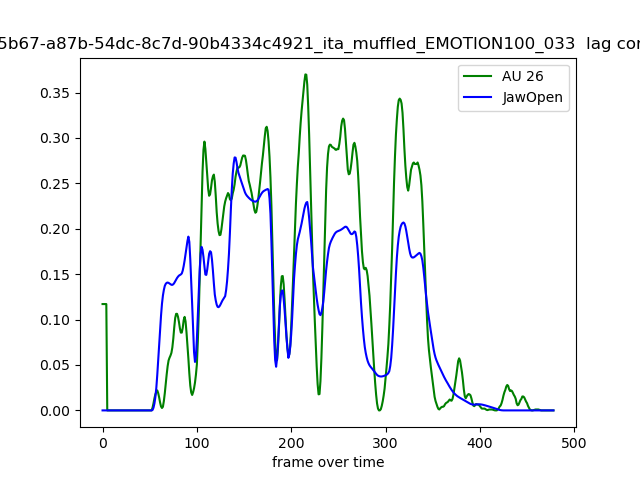 5b67-a87b-54dc-8c7d-90b4334c4921_ita_muffled_EMOTION100_033 lag cor
AU 26
JawOpen
0.35
0.30
0.25
0.20
0.15
0.10
0.05
0.00
0 100 200 300 400 500
frame over time